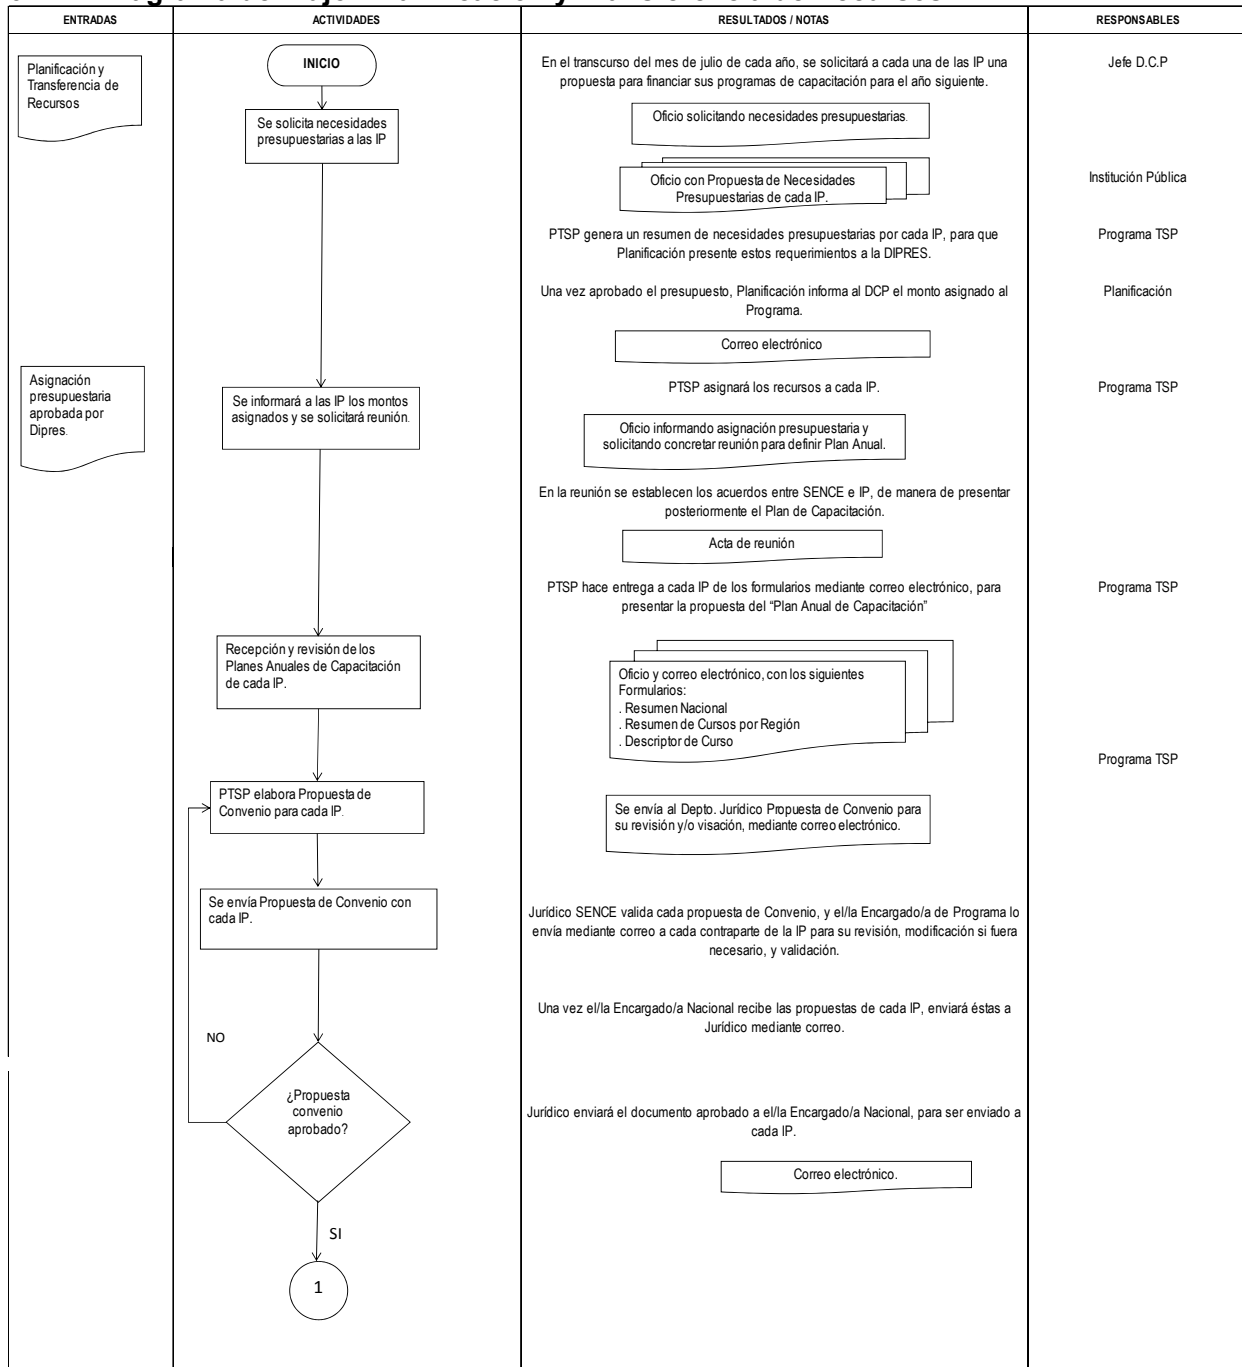 ENTRADAS
ACTIVIDADES
RESULTADOS / NOTAS
RESPONSABLES
Planificación y
Transferencia de
Recursos
INICIO
En el transcurso del mes de julio de cada año, se solicitará a cada una de las IP una
propuesta para financiar sus programas de capacitación para el año siguiente.
Jefe D.C.P
Se solicita necesidades
presupuestarias a las IP
Oficio solicitando necesidades presupuestarias.
Oficio con Propuesta de Necesidades
Presupuestarias de cada IP.
Institución Pública
PTSP genera un resumen de necesidades presupuestarias por cada IP, para que
Planificación presente estos requerimientos a la DIPRES.
Programa TSP
Una vez aprobado el presupuesto, Planificación informa al DCP el monto asignado al
Programa.
Planificación
Correo electrónico
Asignación
presupuestaria
aprobada por
Dipres.
Se informará a las IP los montos
asignados y se solicitará reunión.
PTSP asignará los recursos a cada IP.
Programa TSP
Oficio informando asignación presupuestaria y
solicitando concretar reunión para definir Plan Anual.
En la reunión se establecen los acuerdos entre SENCE e IP, de manera de presentar
posteriormente el Plan de Capacitación.
Acta de reunión
PTSP hace entrega a cada IP de los formularios mediante correo electrónico, para
presentar la propuesta del “Plan Anual de Capacitación”
Programa TSP
Recepción y revisión de los
Planes Anuales de Capacitación
de cada IP.
Oficio y correo electrónico, con los siguientes
Formularios:
. Resumen Nacional
. Resumen de Cursos por Región
. Descriptor de Curso
Programa TSP
PTSP elabora Propuesta de
Convenio para cada IP.
Se envía al Depto. Jurídico Propuesta de Convenio para
su revisión y/o visación, mediante correo electrónico.
Se envía Propuesta de Convenio con
cada IP.
Jurídico SENCE valida cada propuesta de Convenio, y el/la Encargado/a de Programa lo
envía mediante correo a cada contraparte de la IP para su revisión, modificación si fuera
necesario, y validación.
Una vez el/la Encargado/a Nacional recibe las propuestas de cada IP, enviará éstas a
Jurídico mediante correo.
NO
¿Propuesta
convenio
aprobado?
Jurídico enviará el documento aprobado a el/la Encargado/a Nacional, para ser enviado a
cada IP.
Correo electrónico.
SI
1